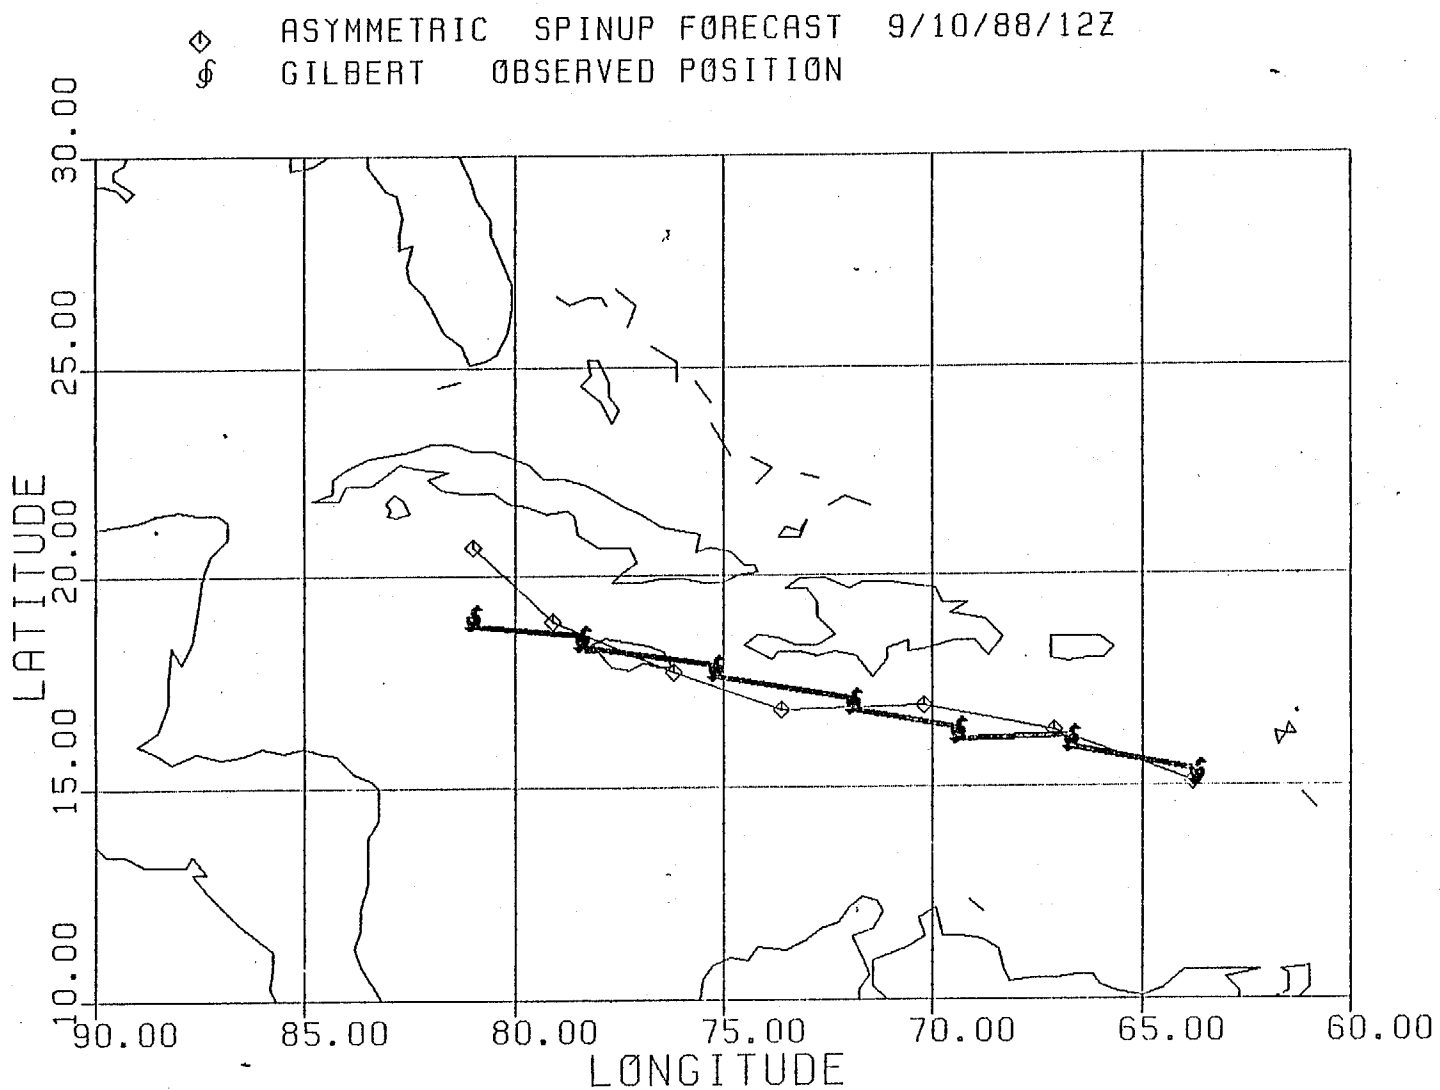 ASYMMETRIC SPINUP FØRECAST 9/10/88/12Z
GILBERT ØBSERVED PØSITIØN
30.00
25.00
20.00
15.00
10.00
LATITUDE
90.00 85.00 80.00 75.00 70.00 65.00 60.00
LØNGITUDE